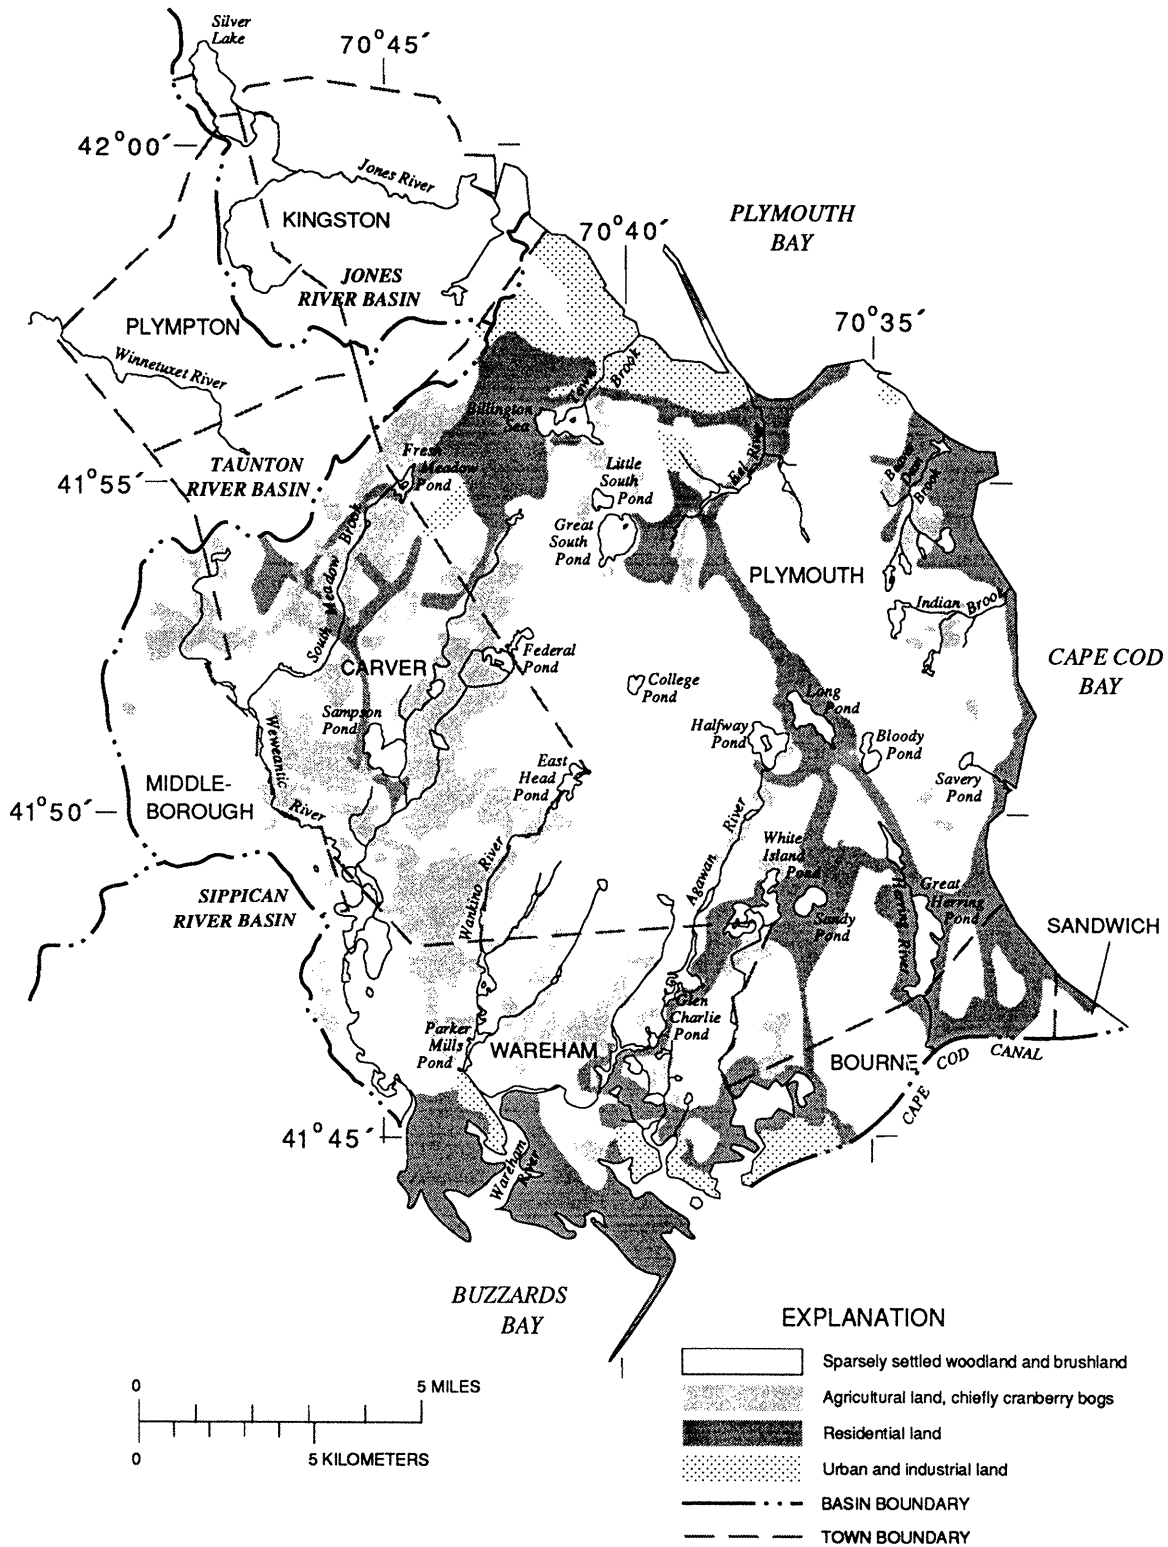 Silver
Lake
70°45′
42°00′
Jones River
KINGSTON
PLYMOUTH
BAY
70°40′
JONES
RIVER BASIN
PLYMPTON
70°35′
Winnetuxet River
Town
Brook
Billington
Sea
Eel River
Beaver
Dam
Brook
TAUNTON
RIVER BASIN
Fresh
Meadow
Pond
Little
South
Pond
41°55′
Great
South
Pond
South Meadow Brook
PLYMOUTH
Indian Brook
CARVER
Federal
Pond
CAPE COD
BAY
College
Pond
Long
Pond
Sampson
Pond
Halfway
Pond
Bloody
Pond
Weweantic
River
East
Head
Pond
Savery
Pond
MIDDLE-
BOROUGH
41°50′
Agawam River
White
Island
Pond
Wankinco River
SIPPICAN
RIVER BASIN
Great
Herring
Pond
Herring River
Sandy
Pond
SANDWICH
Glen
Charlie
Pond
Parker
Mills
Pond
WAREHAM
BOURNE
CAPE COD CANAL
41°45′
Wareham
River
BUZZARDS
BAY
EXPLANATION
Sparsely settled woodland and brushland
Agricultural land, chiefly cranberry bogs
Residential land
Urban and industrial land
BASIN BOUNDARY
TOWN BOUNDARY
0 5 MILES
0 5 KILOMETERS